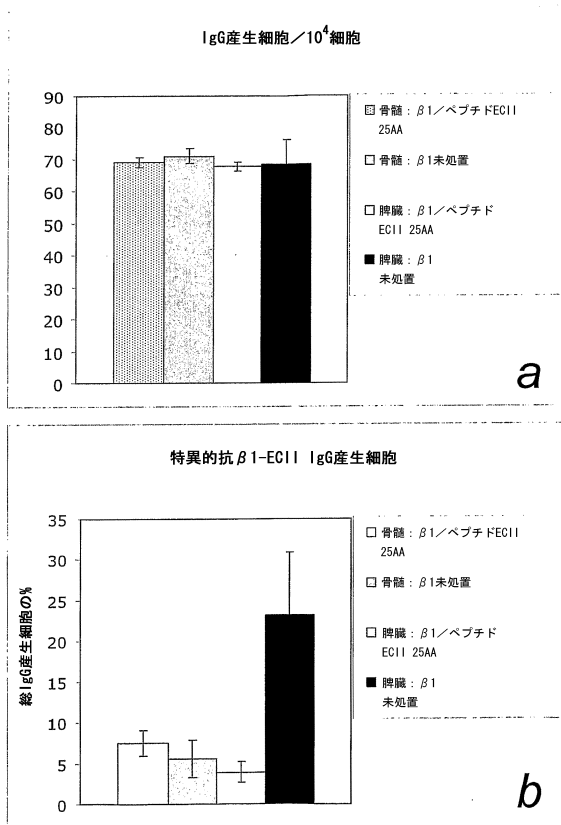 IgG産生細胞／10⁴細胞
90
80
70
60
50
40
30
20
10
0
骨髄：β1／ペプチドECII
25AA
骨髄：β1未処置
脾臓：β1／ペプチド
ECII 25AA
脾臓：β1
未処置
a
特異的抗β1-ECII IgG産生細胞
総IgG産生細胞の%
35
30
25
20
15
10
5
0
骨髄：β1／ペプチドECII
25AA
骨髄：β1未処置
脾臓：β1／ペプチド
ECII 25AA
脾臓：β1
未処置
b